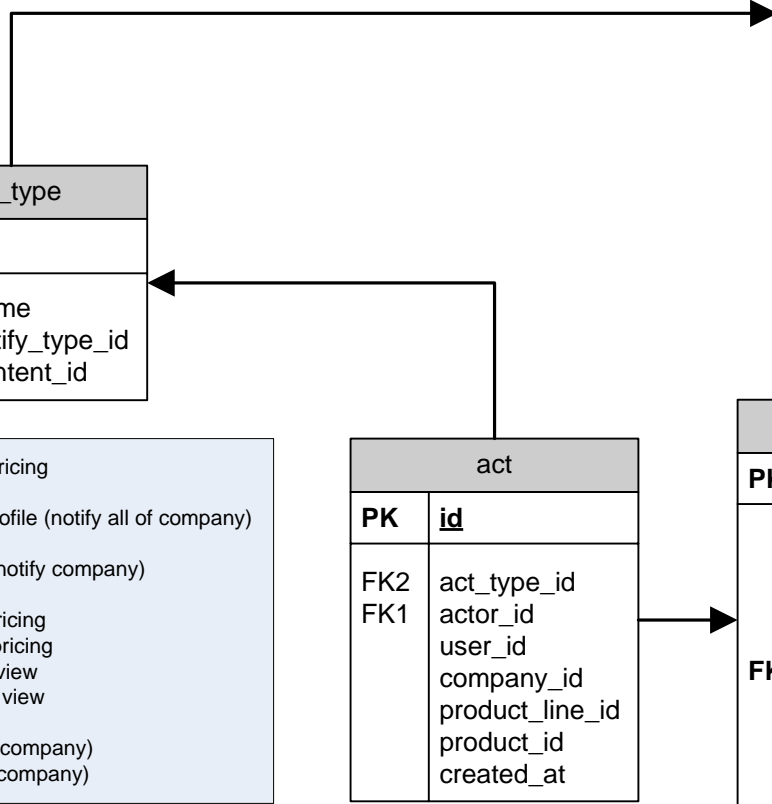 _type
me
tify_type_id
ntent_id
ricing
ofile (notify all of company)
notify company)
ricing
pricing
view
view
company)
company)
act
PK id
FK2 act_type_id
FK1 actor_id
user_id
company_id
product_line_id
product_id
created_at
PK
FK